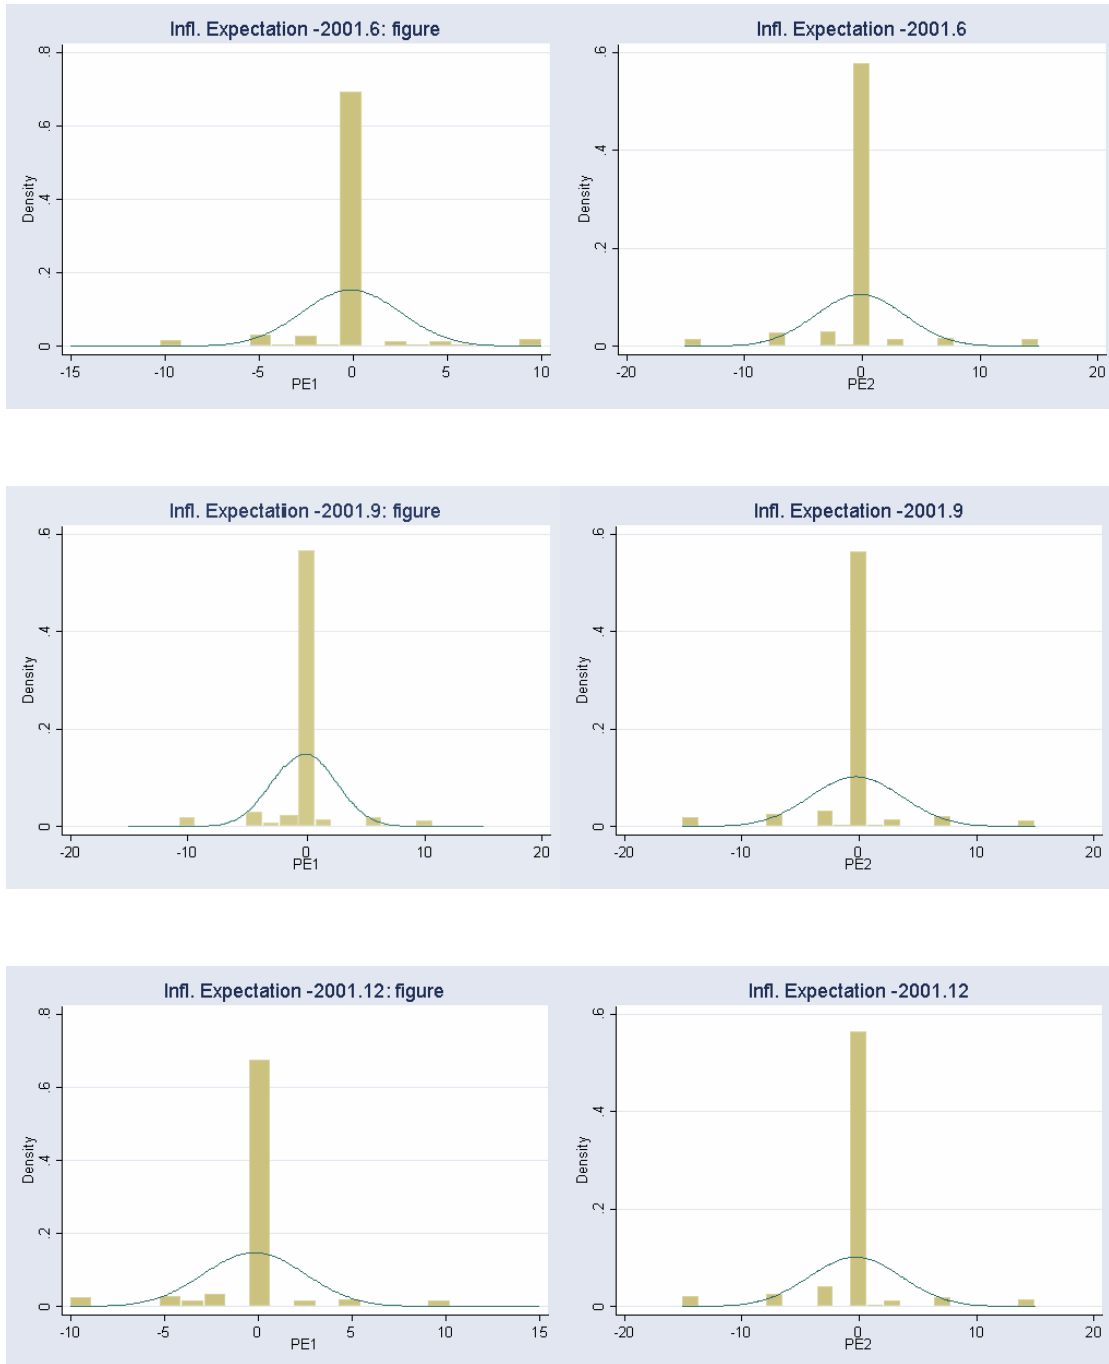 Infl. Expectation -2001.6: figure
Density
0 .2 .4 .6 .8
-15 -10 -5 0 5 10
PE1
Infl. Expectation -2001.6
Density
0 .2 .4 .6
-20 -10 0 10 20
PE2
Infl. Expectation -2001.9: figure
Density
0 .2 .4 .6
-20 -10 0 10 20
PE1
Infl. Expectation -2001.9
Density
0 .2 .4 .6
-20 -10 0 10 20
PE2
Infl. Expectation -2001.12: figure
Density
0 .2 .4 .6 .8
-10 -5 0 5 10 15
PE1
Infl. Expectation -2001.12
Density
0 .2 .4 .6
-20 -10 0 10 20
PE2